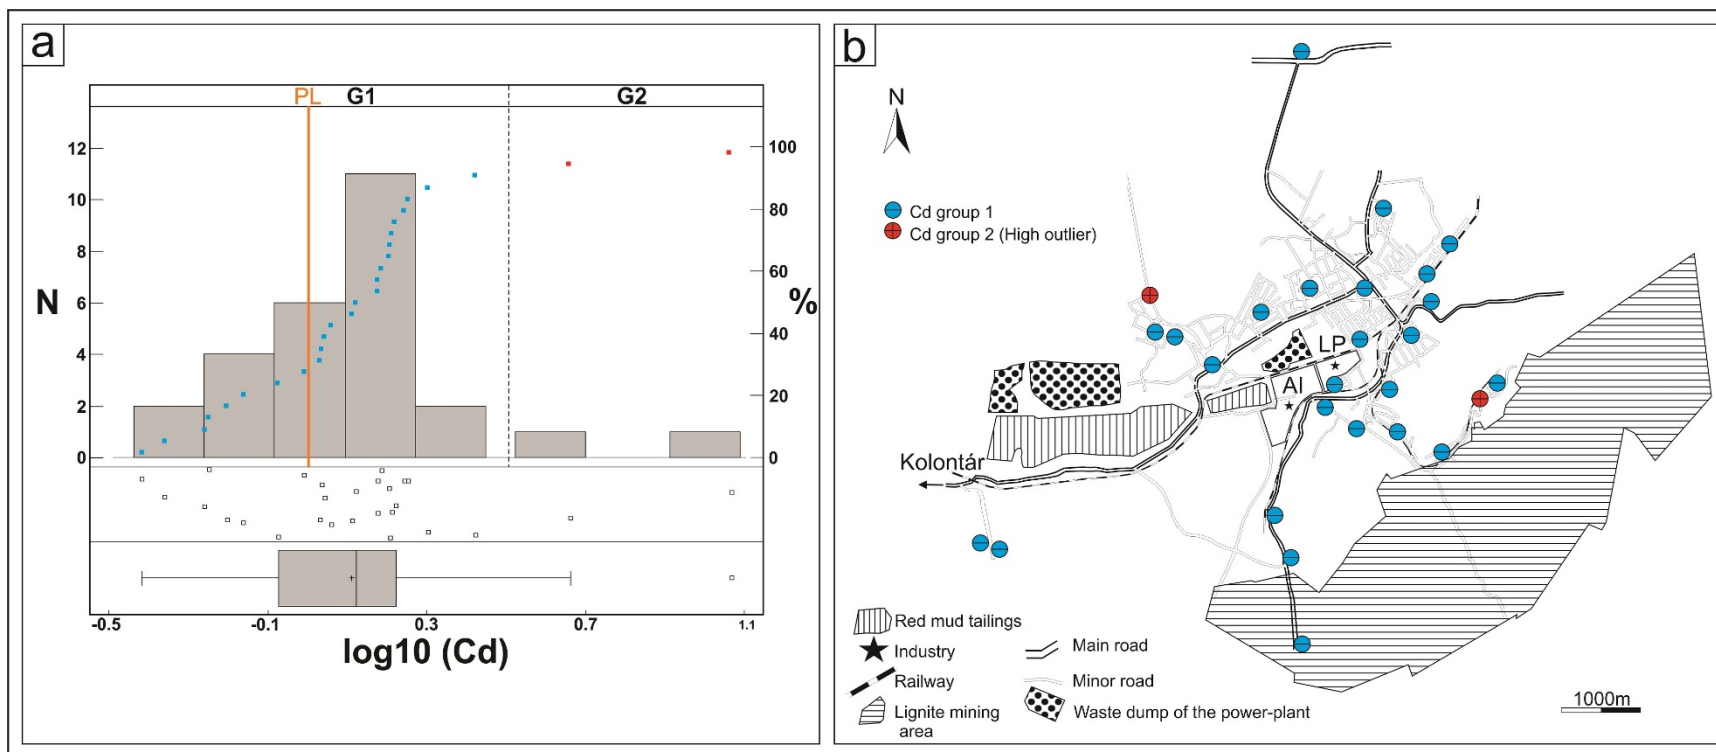 a
PL G1 G2
12
10
8
6
4
2
0
N
100
80
60
40
20
0
%
-0.5 -0.1 0.3 0.7 1.1
log10 (Cd)
b
N
Cd group 1
Cd group 2 (High outlier)
LP
AI
Kolontár
Red mud tailings
Industry
Railway
Lignite mining
area
Main road
Minor road
Waste dump of the power-plant
1000m